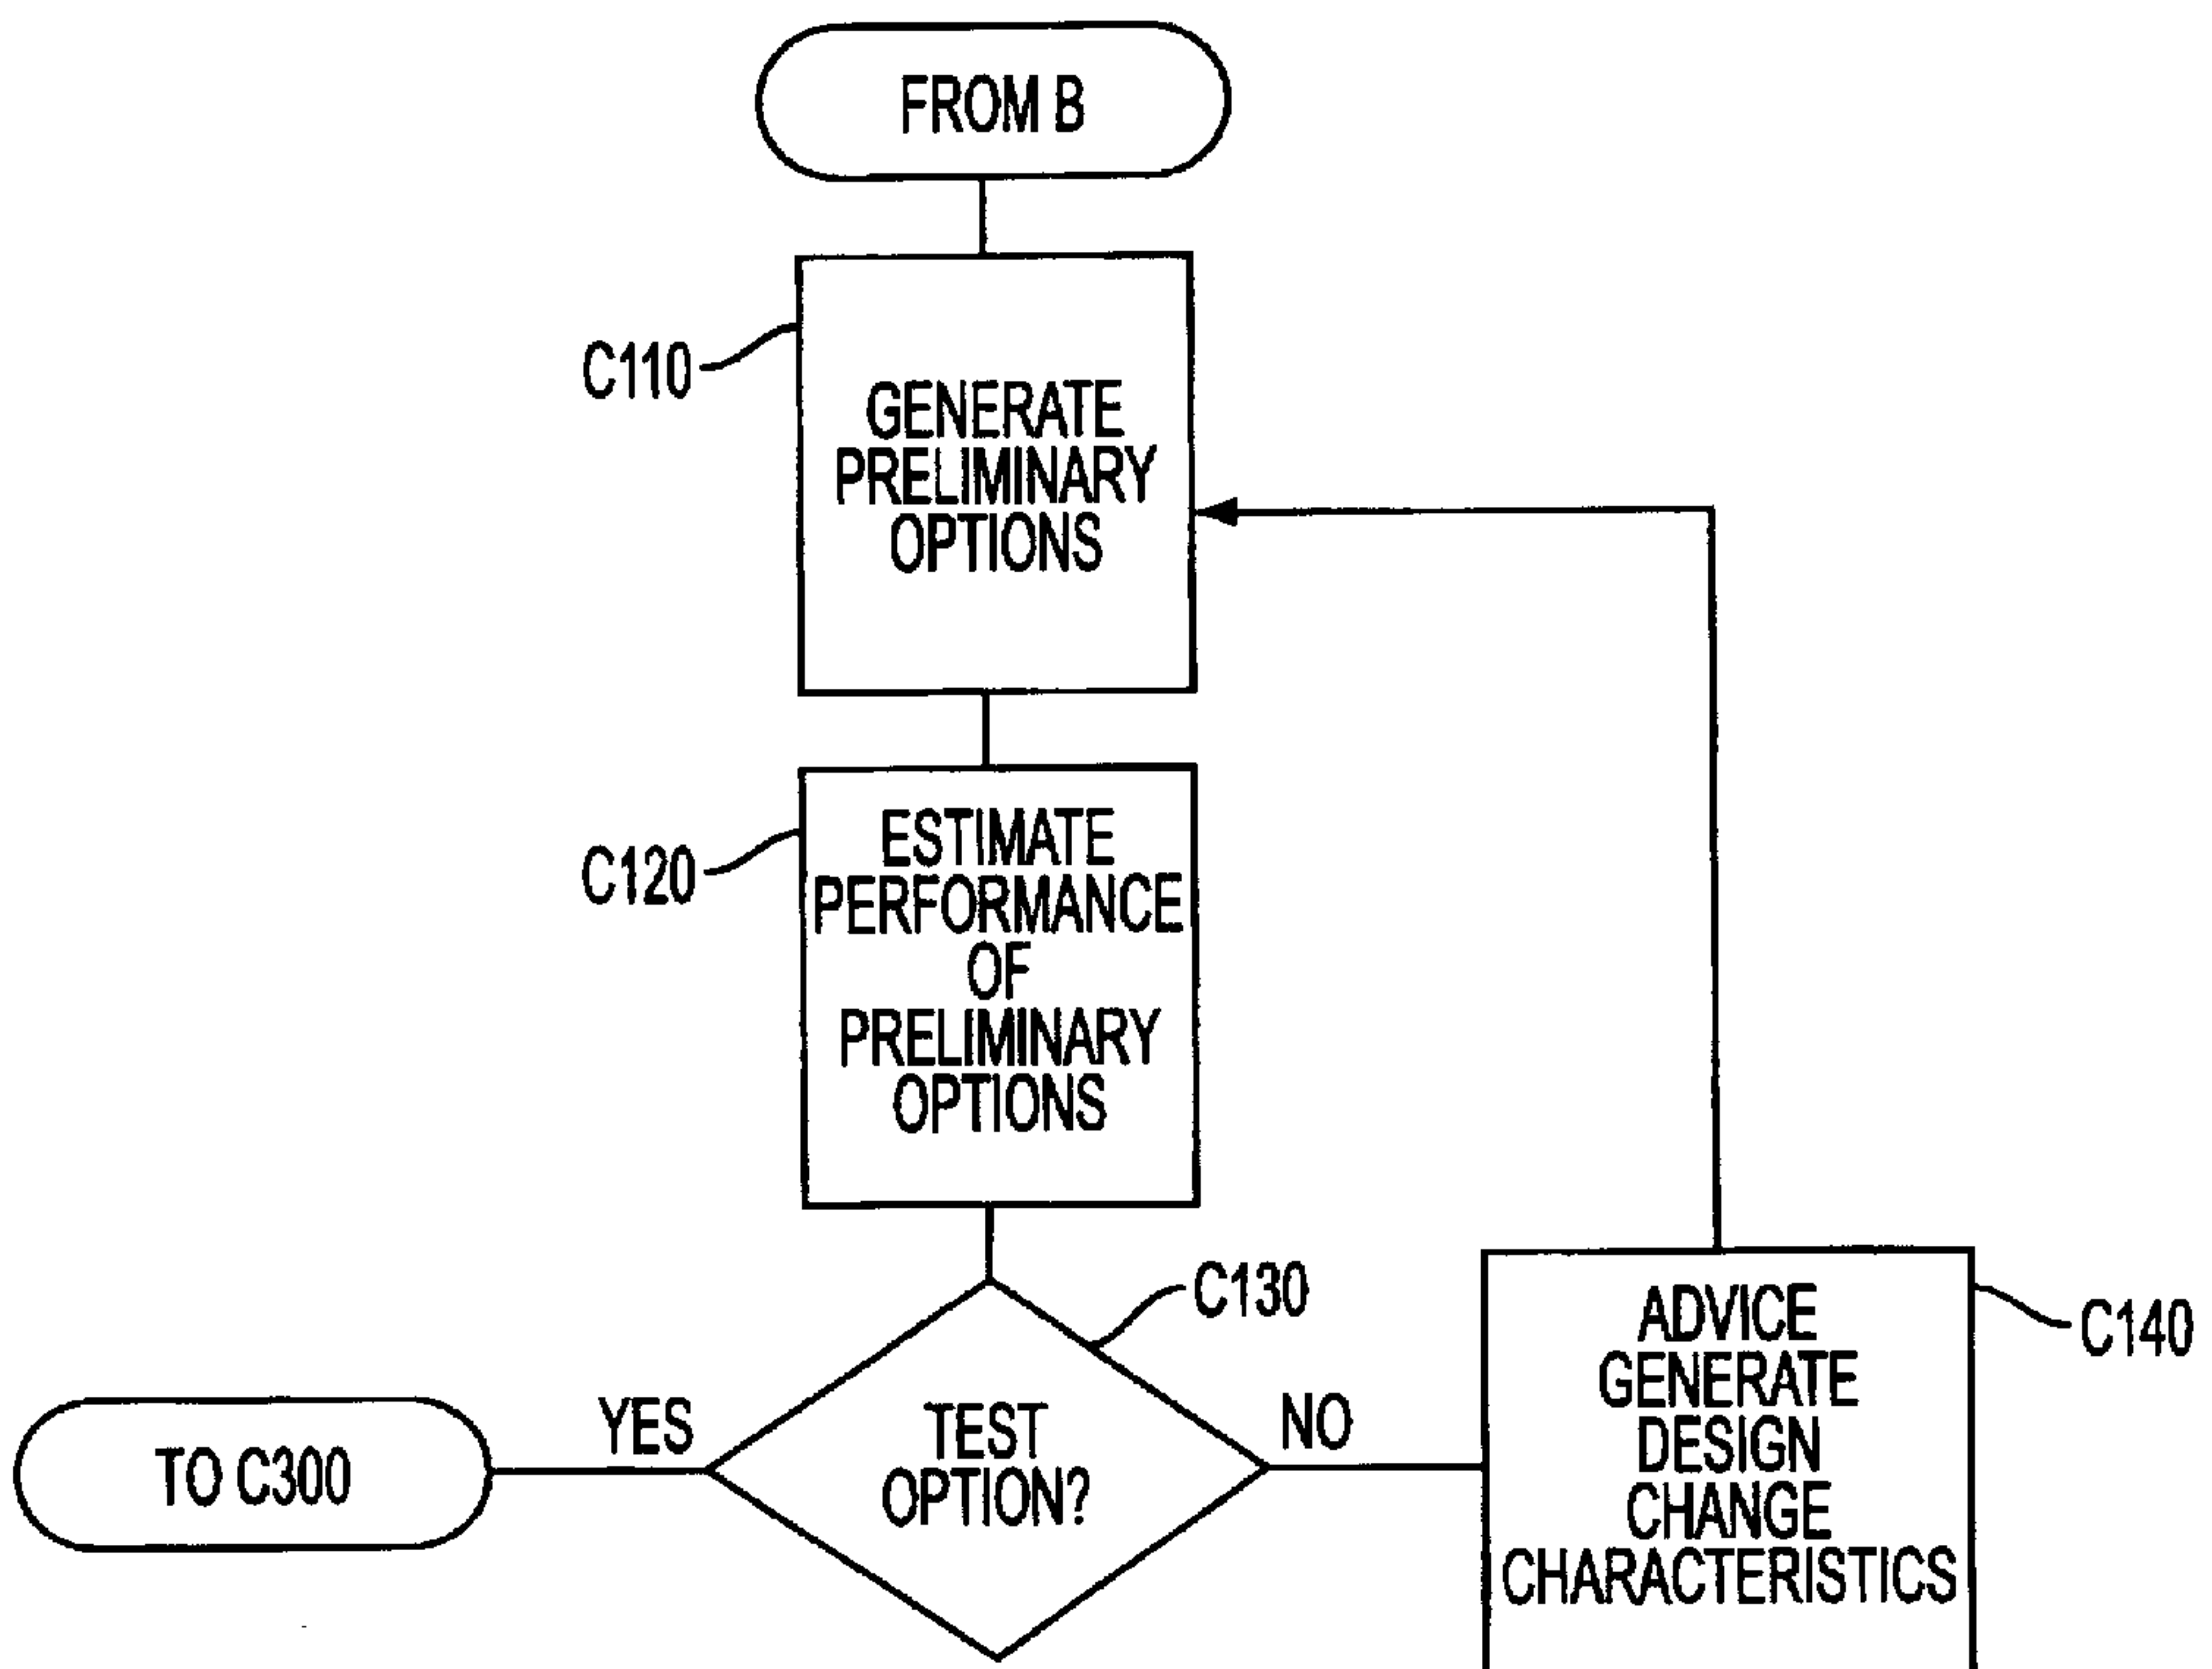 FROM B
C110
GENERATE
PRELIMINARY
OPTIONS
C120
ESTIMATE
PERFORMANCE
OF
PRELIMINARY
OPTIONS
C130
TEST
OPTION?
YES
NO
TO C300
ADVICE
GENERATE
DESIGN
CHANGE
CHARACTERISTICS
C140